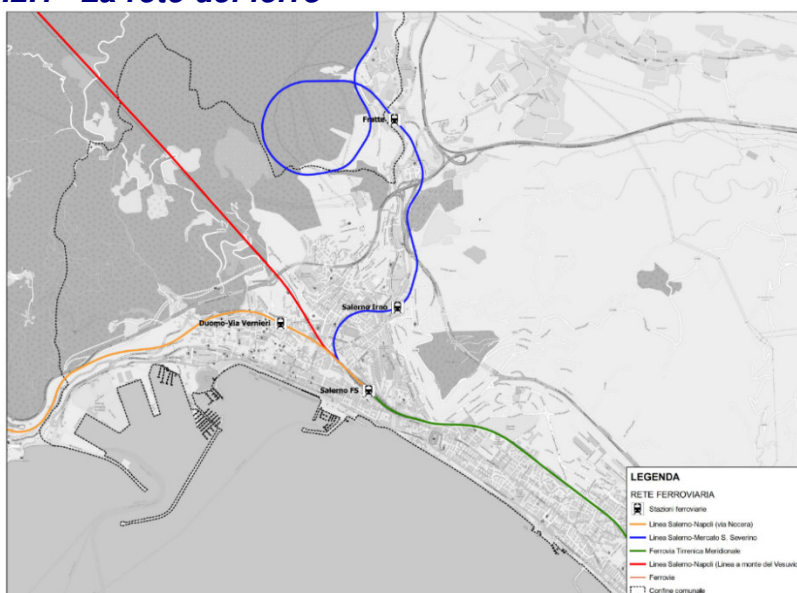 La rete del ferro
Fratte
Salerno Irno
Duomo-Via Vernieri
Salerno FS
LEGENDA
RETE FERROVIARIA
Stazioni ferroviarie
Linea Salerno-Napoli (via Nocera)
Linea Salerno-Mercato S. Severino
Ferrovia Tirrenica Meridionale
Linea Salerno-Napoli (Linea a monte del Vesuvio)
Ferrovie
Confine comunale